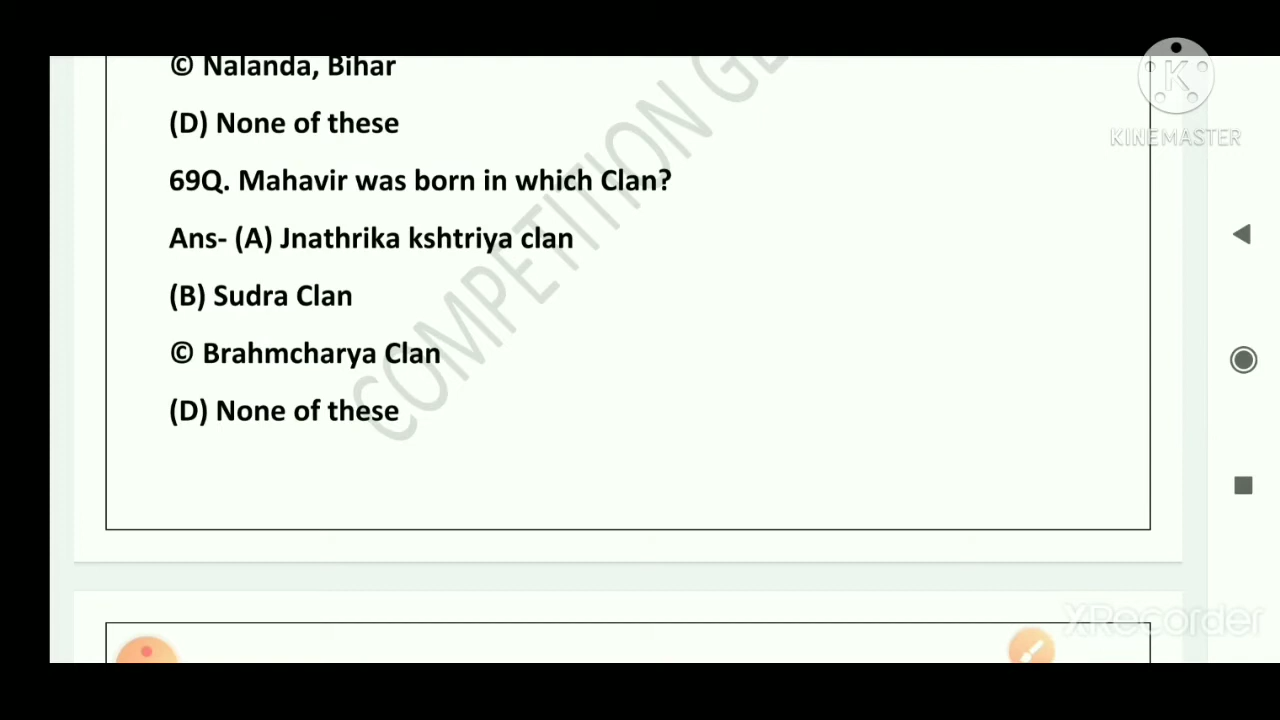 © Nalanda, Bihar
(D) None of these
69Q. Mahavir was born in which Clan?
Ans- (A) Jnathrika kshtriya clan
(B) Sudra Clan
© Brahmcharya Clan
(D) None of these
COMPETITION
KINEMASTER
XRecorder